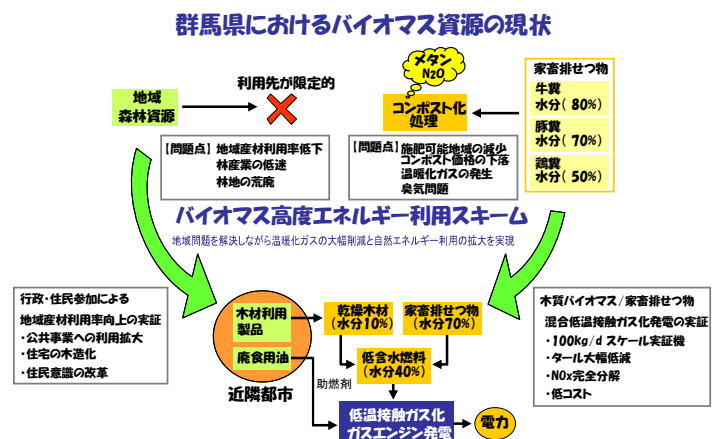 群馬県におけるバイオマス資源の現状
地域
森林資源
利用先が限定的
メタン
N2O
コンポスト化
処理
家畜排せつ物
牛糞
水分( 80%)
豚糞
水分( 70%)
鶏糞
水分( 50%)
【問題点】 地域産材利用率低下
林産業の低迷
林地の荒廃
【問題点】 施肥可能地域の減少
コンポスト価格の下落
温暖化ガスの発生
臭気問題
バイオマス高度エネルギー利用スキーム
地域問題を解決しながら温暖化ガスの大幅削減と自然エネルギー利用の拡大を実現
行政・住民参加による
地域産材利用率向上の実証
・公共事業への利用拡大
・住宅の木造化
・住民意識の改革
木材利用
製品
廃食用油
近隣都市
乾燥木材
(水分10%)
家畜排せつ物
(水分70%)
低含水燃料
(水分40%)
助燃剤
低温接触ガス化
ガスエンジン発電
電力
木質バイオマス/家畜排せつ物
混合低温接触ガス化発電の実証
・100kg/d スケール実証機
・タール大幅低減
・NOx完全分解
・低コスト